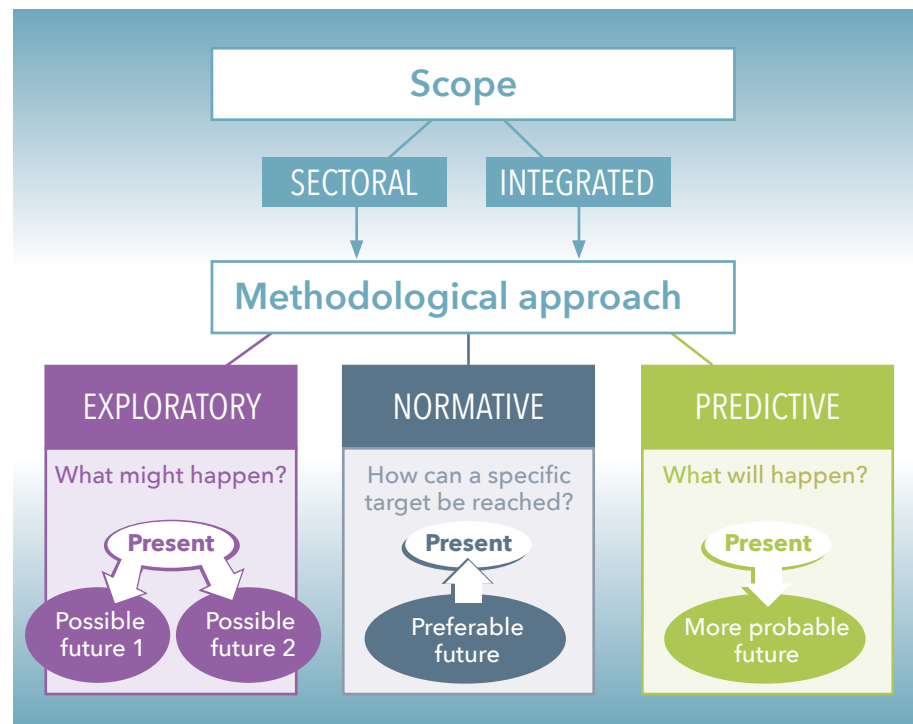 Scope
SECTORAL
INTEGRATED
Methodological approach
EXPLORATORY
What might happen?
Present
Possible
future 1
Possible
future 2
NORMATIVE
How can a specific
target be reached?
Present
Preferable
future
PREDICTIVE
What will happen?
Present
More probable
future